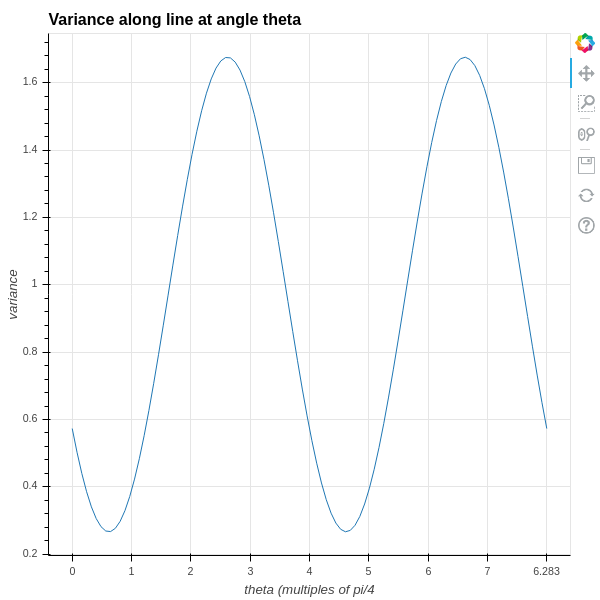 Variance along line at angle theta
1.6
1.4
1.2
1
0.8
0.6
0.4
0.2
variance
0 1 2 3 4 5 6 7 6.283
theta (multiples of pi/4